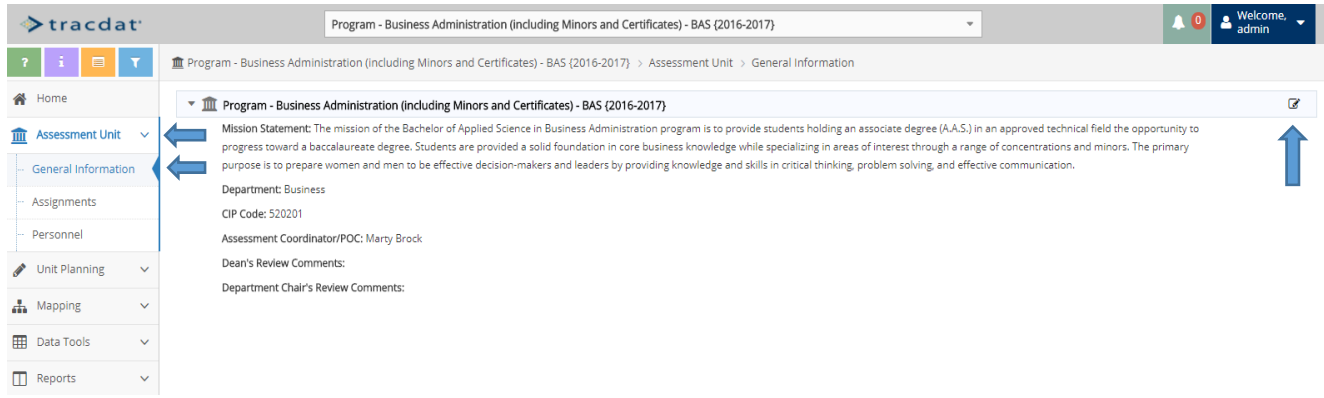 tracdat
Program - Business Administration (including Minors and Certificates) - BAS {2016-2017}
0
Welcome,
admin
? i
Program - Business Administration (including Minors and Certificates) - BAS {2016-2017} > Assessment Unit > General Information
Home
Assessment Unit
General Information
Assignments
Personnel
Unit Planning
Mapping
Data Tools
Reports
Program - Business Administration (including Minors and Certificates) - BAS {2016-2017}
Mission Statement: The mission of the Bachelor of Applied Science in Business Administration program is to provide students holding an associate degree (A.A.S.) in an approved technical field the opportunity to
progress toward a baccalaureate degree. Students are provided a solid foundation in core business knowledge while specializing in areas of interest through a range of concentrations and minors. The primary
purpose is to prepare women and men to be effective decision-makers and leaders by providing knowledge and skills in critical thinking, problem solving, and effective communication.
Department: Business
CIP Code: 520201
Assessment Coordinator/POC: Marty Brock
Dean's Review Comments:
Department Chair's Review Comments: